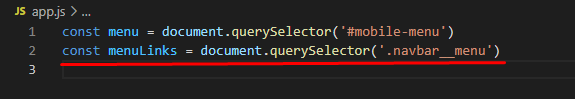 JS app.js > ...
1 const menu = document.querySelector('#mobile-menu')
2 const menuLinks = document.querySelector('.navbar__menu')
3